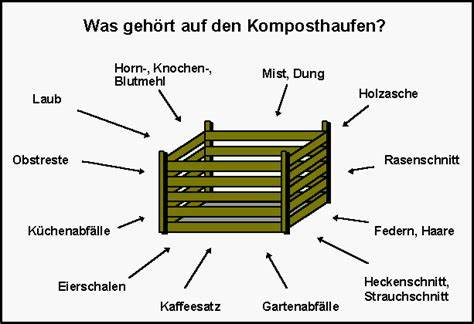 Was gehört auf den Komposthaufen?
Horn-, Knochen-,
Blutmehl
Mist, Dung
Laub
Holzasche
Obstreste
Rasenschnitt
Küchenabfälle
Federn, Haare
Eierschalen
Heckenschnitt,
Strauchschnitt
Kaffeesatz
Gartenabfälle